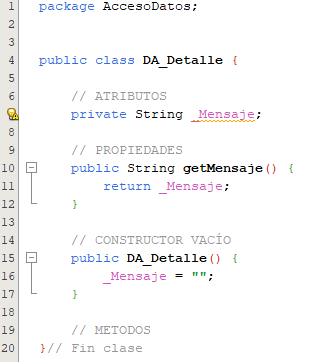 1 package AccesoDatos;
2
3
4 public class DA_Detalle {
5
6 // ATRIBUTOS
private String _Mensaje;
8
9 // PROPIEDADES
10 public String getMensaje() {
11 return _Mensaje;
12 }
13
14 // CONSTRUCTOR VACÍO
15 public DA_Detalle() {
16 _Mensaje = "";
17 }
18
19 // METODOS
20 }// Fin clase